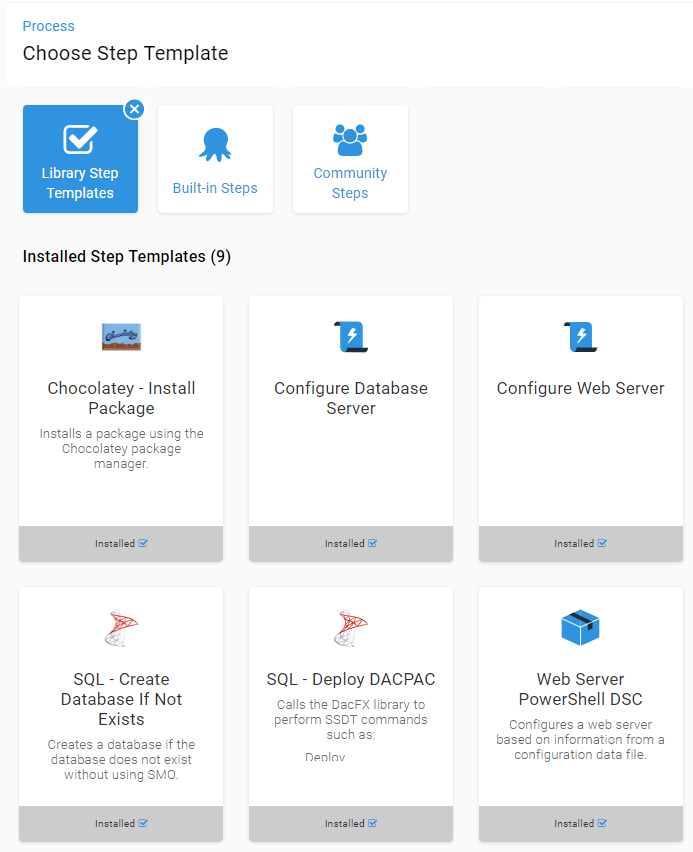 Process
Choose Step Template
Library Step
Templates
Built-in Steps
Community
Steps
Installed Step Templates (9)
Chocolatey
Chocolatey - Install
Package
Installs a package using the
Chocolatey package
manager.
Installed
Configure Database
Server
Installed
Configure Web Server
Installed
SQL - Create
Database If Not
Exists
Creates a database if the
database does not exist
without using SMO.
Installed
SQL - Deploy DACPAC
Calls the DacFX library to
perform SSDT commands
such as:
Deploy
Installed
Web Server
PowerShell DSC
Configures a web server
based on information from a
configuration data file.
Installed